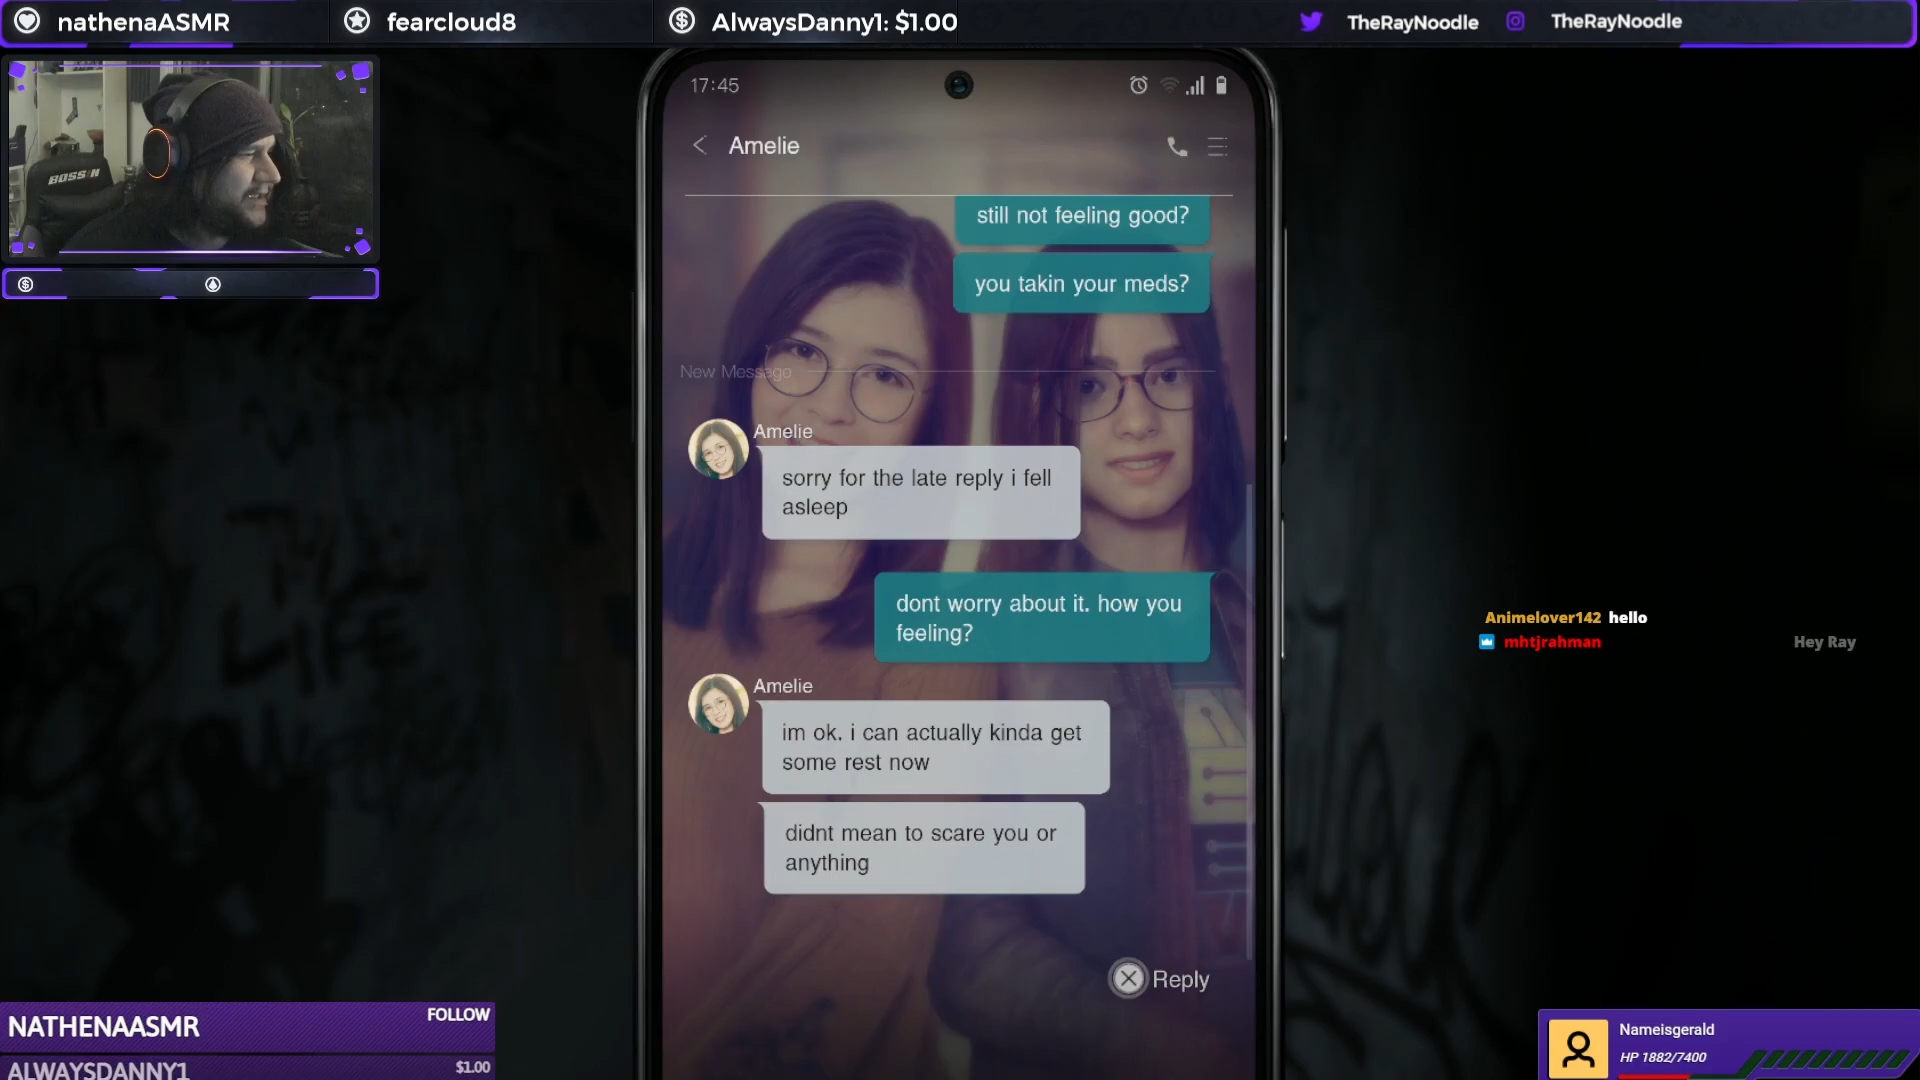 nathenaASMR
fearcloud8
AlwaysDanny1: $1.00
TheRayNoodle
TheRayNoodle
BOSSIN
17:45
Amelie
still not feeling good?
you takin your meds?
New Message
Amelie
sorry for the late reply i fell
asleep
dont worry about it. how you
feeling?
Amelie
im ok. i can actually kinda get
some rest now
didnt mean to scare you or
anything
Reply
Animelover142 hello
mhtjrahman Hey Ray
NATHENAASMR FOLLOW
ALWAYSDANNY1 $1.00
Nameisgerald
HP 1882/7400